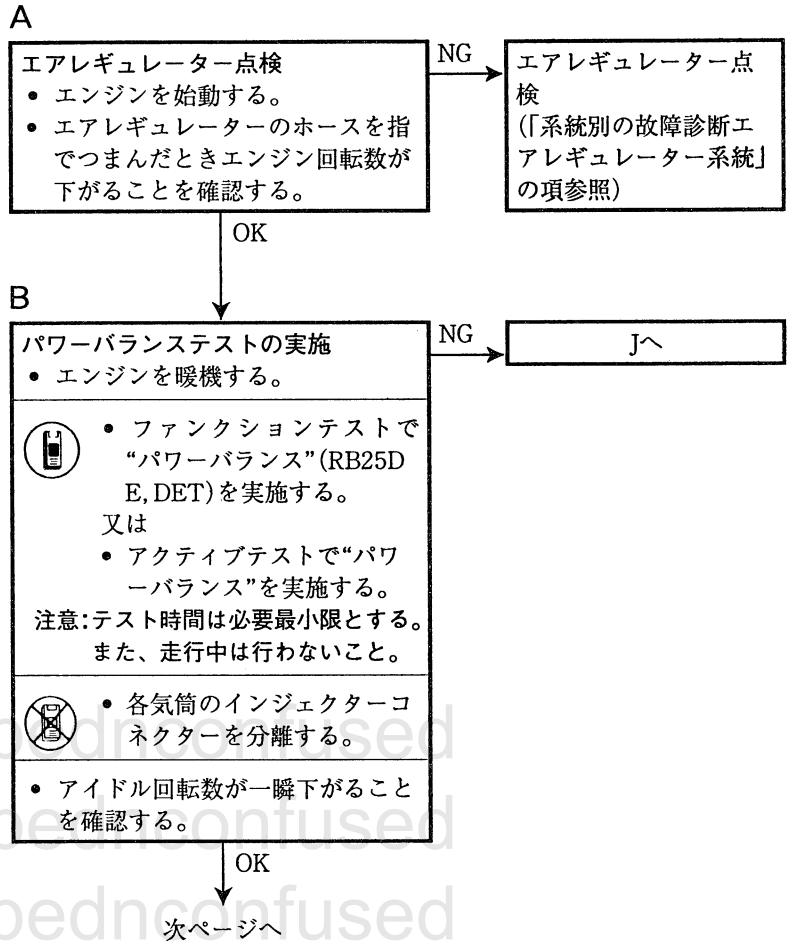 A
エアレギュレーター点検
● エンジンを始動する。
● エアレギュレーターのホースを指
でつまんだときエンジン回転数が
下がることを確認する。
NG
エアレギュレーター点
検
(「系統別の故障診断エ
アレギュレーター系統」
の項参照)
OK
B
パワーバランステストの実施
● エンジンを暖機する。
NG
Jへ
● ファンクションテストで
“パワーバランス”(RB25D
E, DET)を実施する。
又は
● アクティブテストで“パワ
ーバランス”を実施する。
注意:テスト時間は必要最小限とする。
また、走行中は行わないこと。
● 各気筒のインジェクターコ
ネクターを分離する。
● アイドル回転数が一瞬下がること
を確認する。
OK
次ページへ
pednconfused
pednconfused
pednconfused